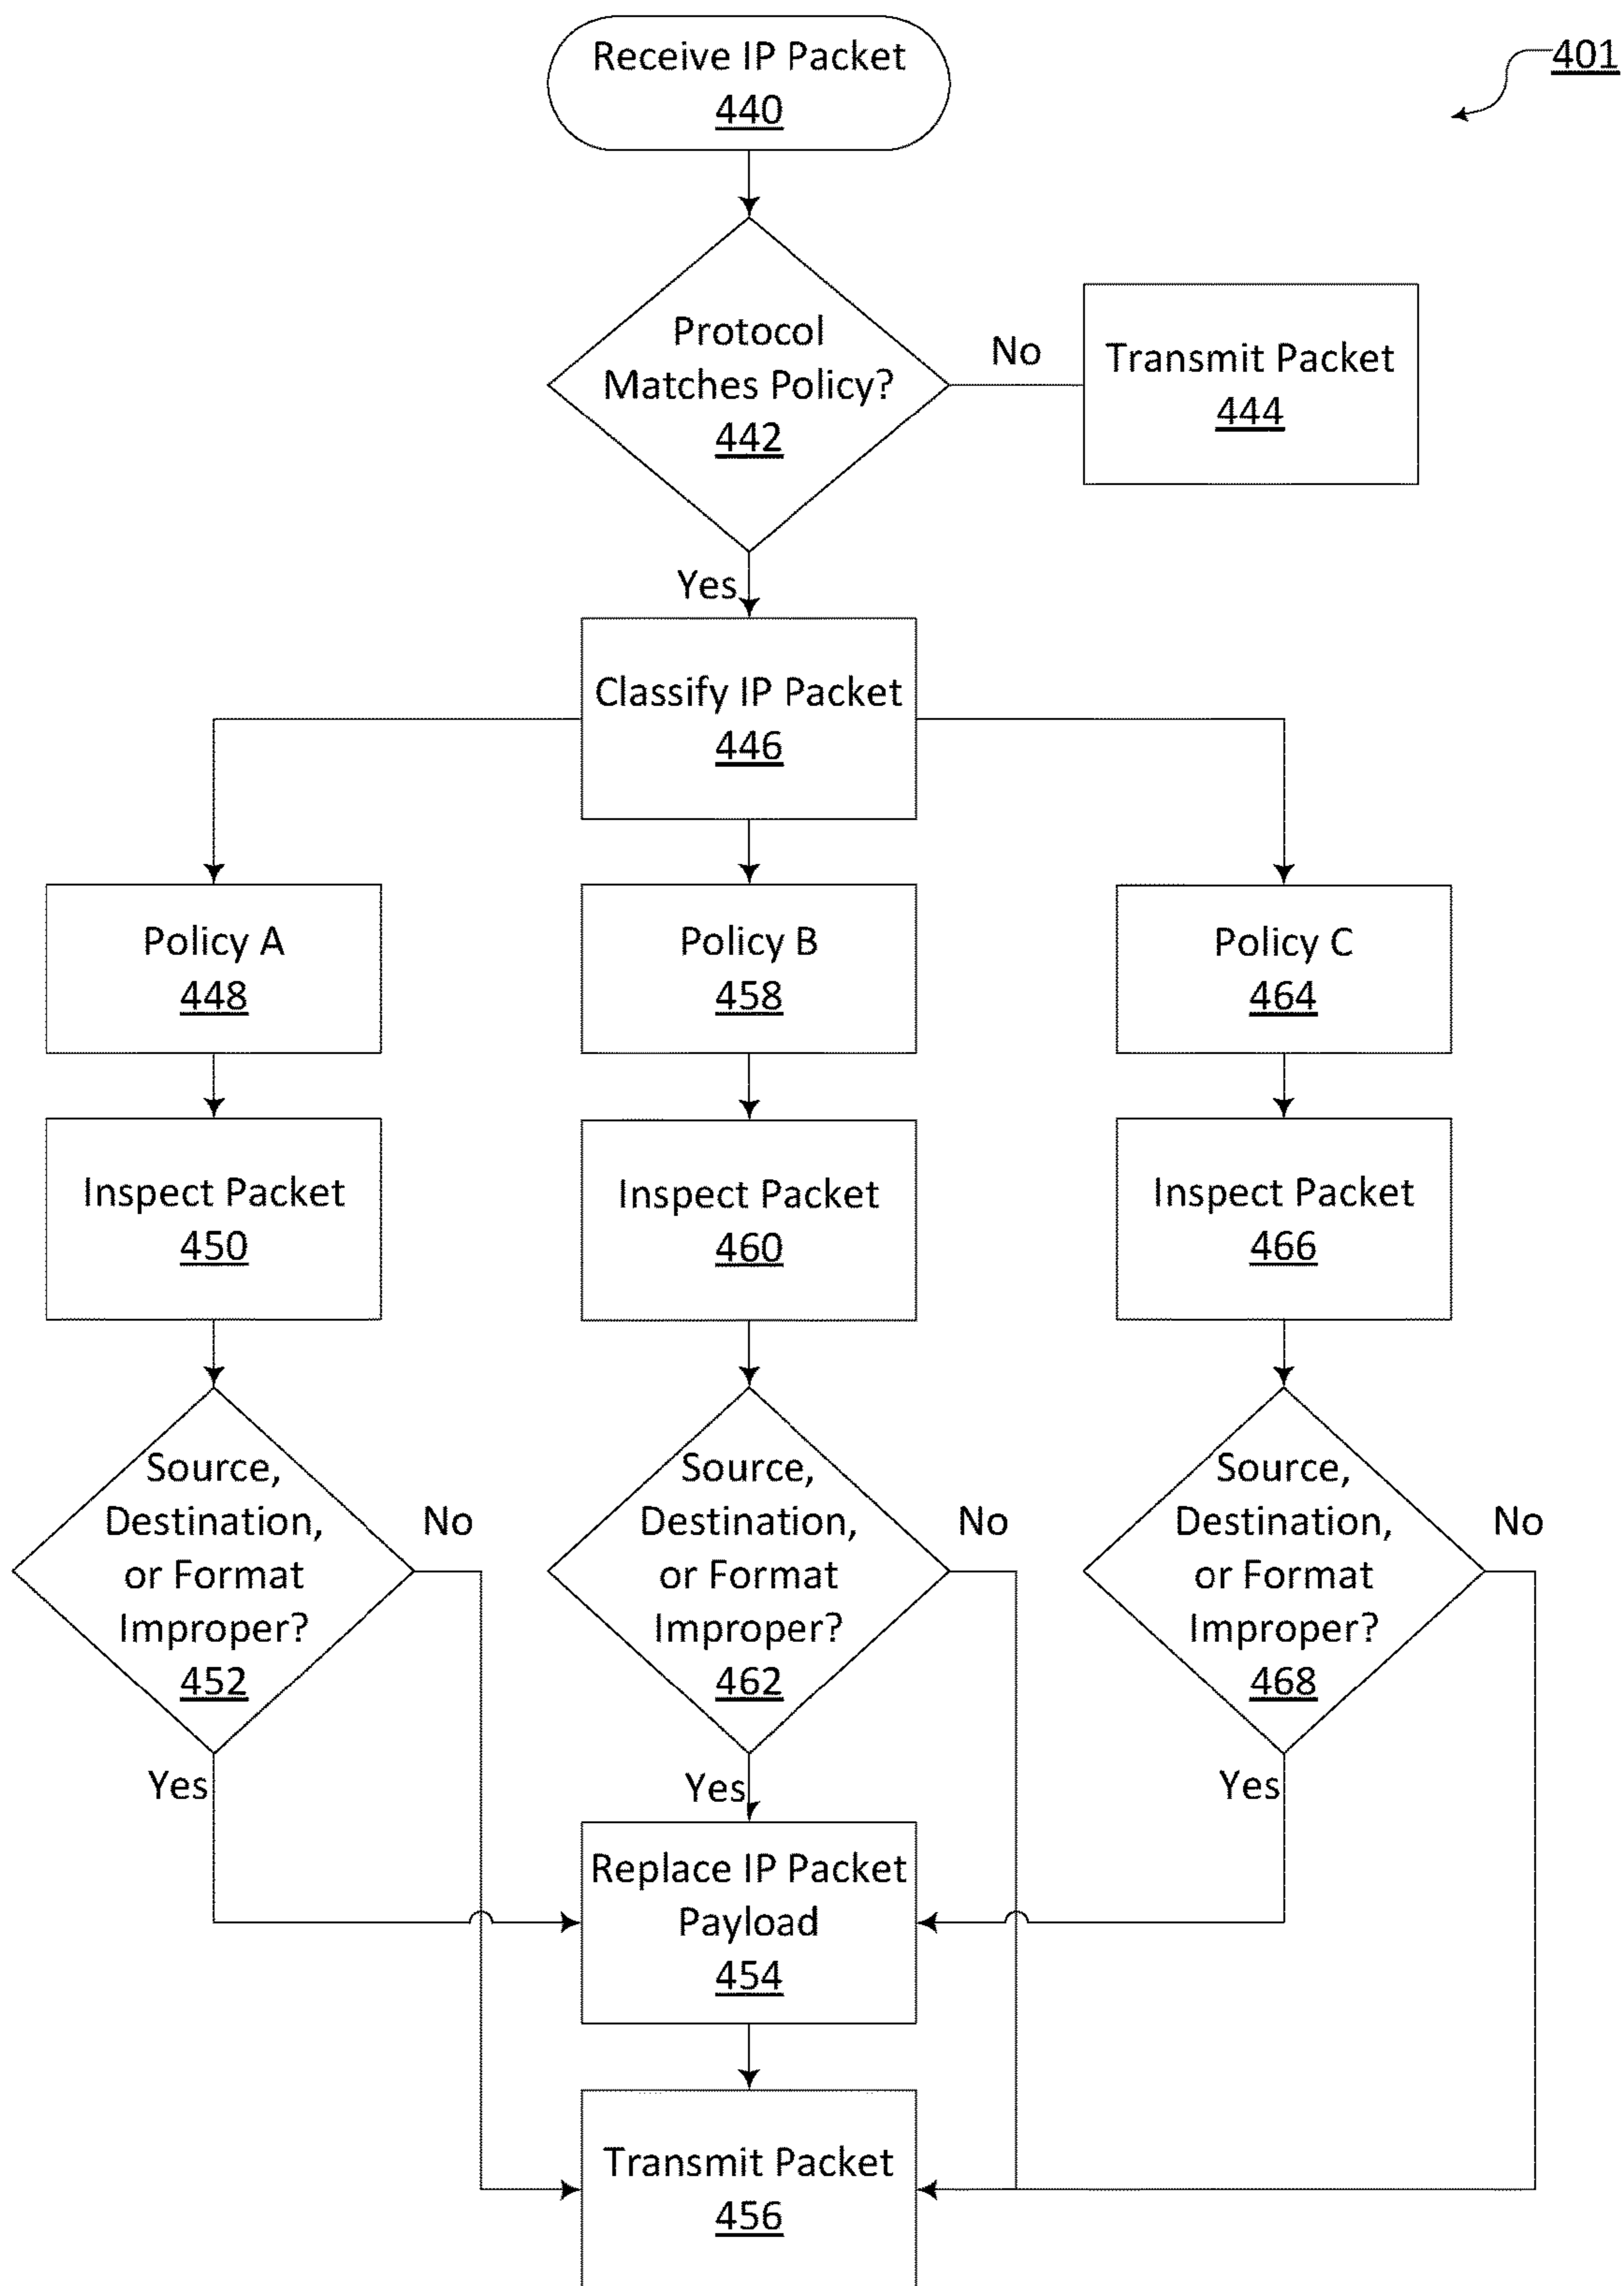 Receive IP Packet
440
401
Protocol
Matches Policy?
442
No
Transmit Packet
444
Yes
Classify IP Packet
446
Policy A
448
Policy B
458
Policy C
464
Inspect Packet
450
Inspect Packet
460
Inspect Packet
466
Source,
Destination,
or Format
Improper?
452
No
Source,
Destination,
or Format
Improper?
462
No
Source,
Destination,
or Format
Improper?
468
No
Yes
Yes
Yes
Replace IP Packet
Payload
454
Transmit Packet
456